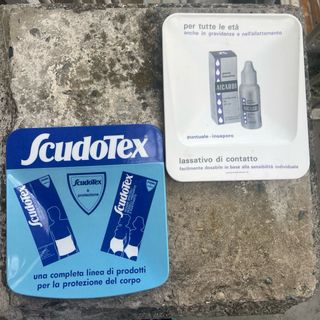 per tutte le età
anche in gravidanza e nell'allattamento
puntuale-insapore
lassativo di contatto
facilmente dosabile in base alla sensibilità individuale
ScudoTex
ScudoTex
è
protezione
ScudoTex
ScudoTex
una completa linea di prodotti
per la protezione del corpo